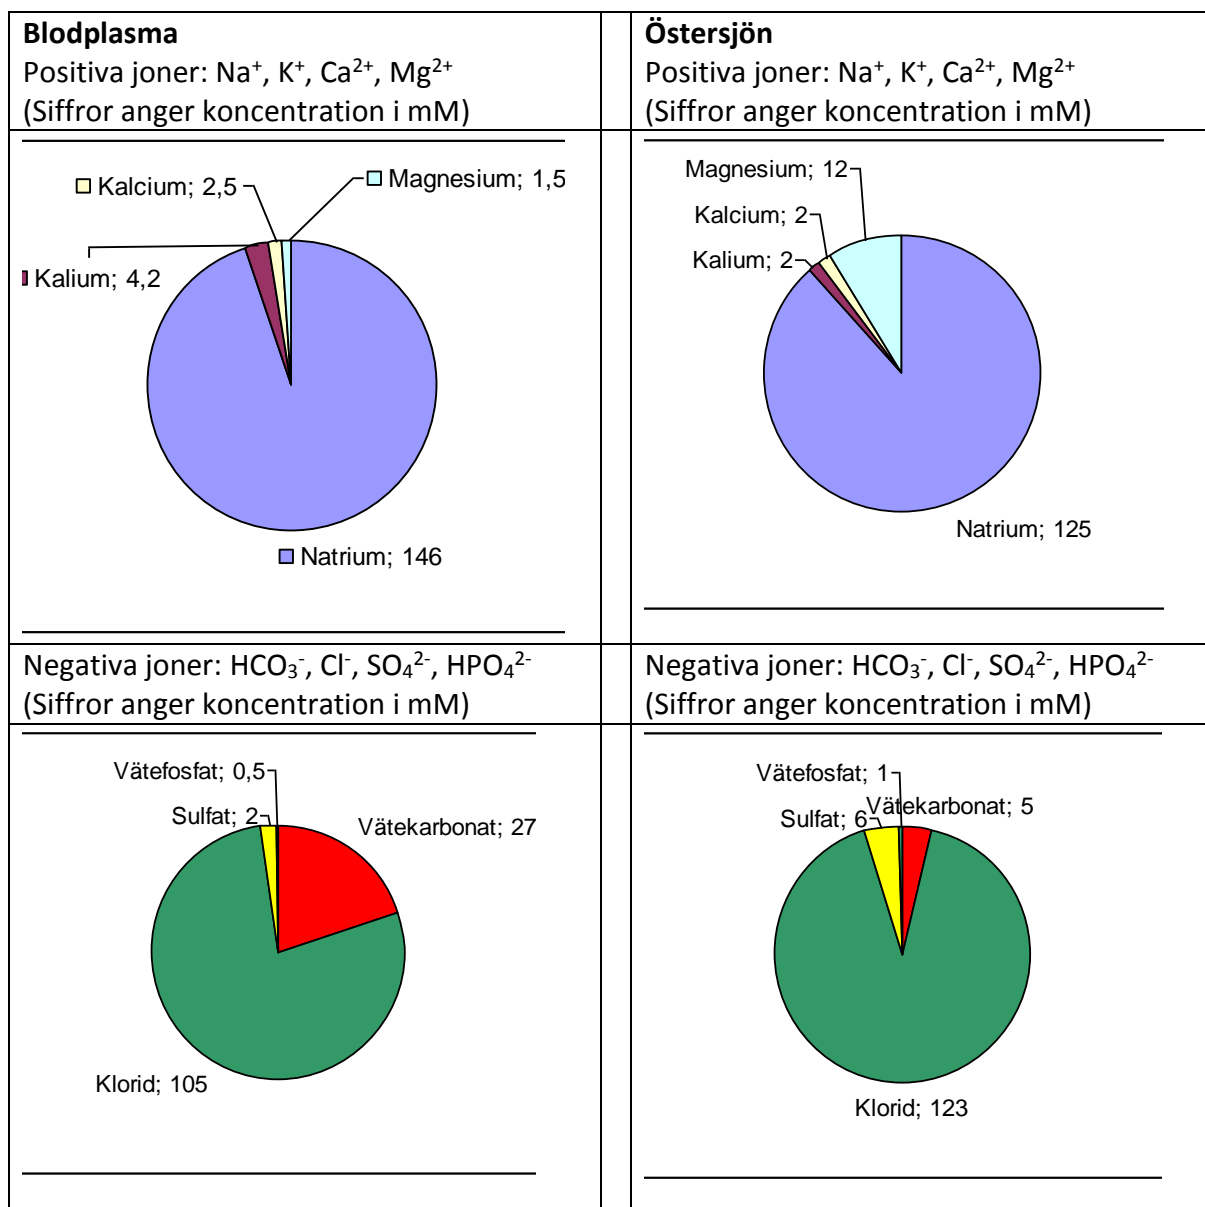 Blodplasma
Positiva joner: Na⁺, K⁺, Ca²⁺, Mg²⁺
(Siffror anger koncentration i mM)
Östersjön
Positiva joner: Na⁺, K⁺, Ca²⁺, Mg²⁺
(Siffror anger koncentration i mM)
Kalcium; 2,5
Magnesium; 1,5
Kalium; 4,2
Natrium; 146
Magnesium; 12
Kalcium; 2
Kalium; 2
Natrium; 125
Negativa joner: HCO₃⁻, Cl⁻, SO₄²⁻, HPO₄²⁻
(Siffror anger koncentration i mM)
Negativa joner: HCO₃⁻, Cl⁻, SO₄²⁻, HPO₄²⁻
(Siffror anger koncentration i mM)
Vätefosfat; 0,5
Sulfat; 2
Vätekarbonat; 27
Klorid; 105
Vätefosfat; 1
Sulfat; 6
Vätekarbonat; 5
Klorid; 123